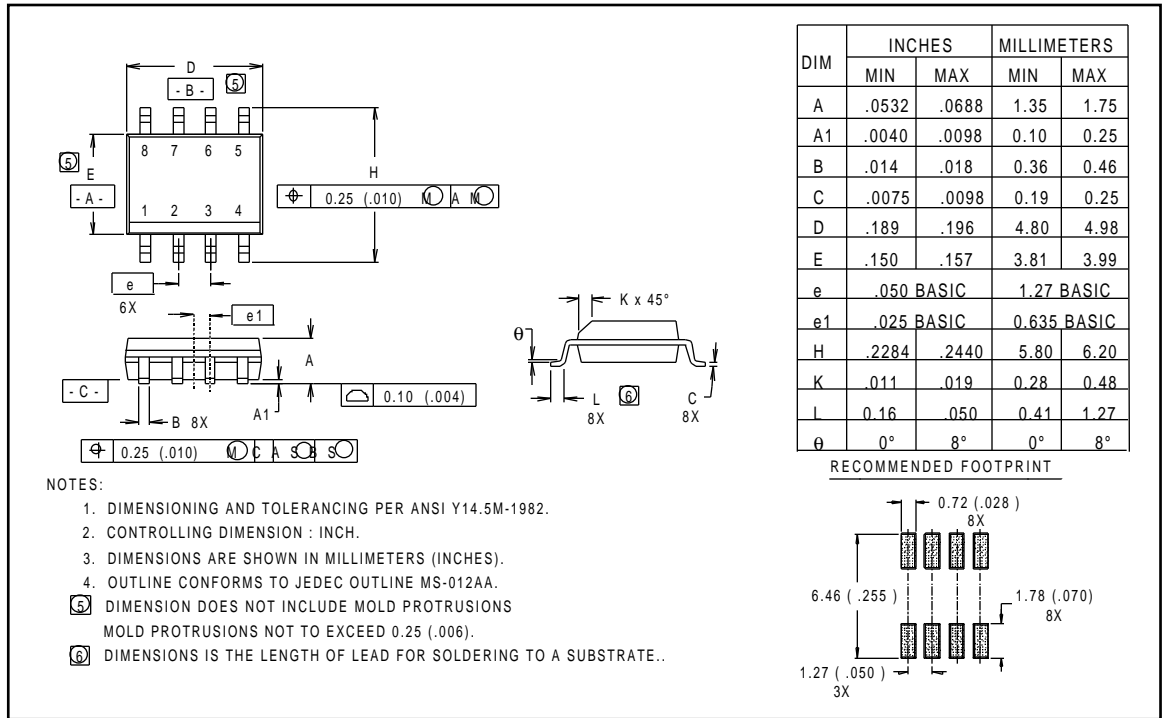 D
- B -
5
8 7 6 5
5
E
- A -
H
0.25 (.010) M A M
1 2 3 4
e
6X
e1
A
- C -
A1
B 8X
0.10 (.004)
0.25 (.010) M C A S B S
K x 45°
θ
L
8X
6
C
8X
DIM INCHES MILLIMETERS
MIN MAX MIN MAX
A .0532 .0688 1.35 1.75
A1 .0040 .0098 0.10 0.25
B .014 .018 0.36 0.46
C .0075 .0098 0.19 0.25
D .189 .196 4.80 4.98
E .150 .157 3.81 3.99
e .050 BASIC 1.27 BASIC
e1 .025 BASIC 0.635 BASIC
H .2284 .2440 5.80 6.20
K .011 .019 0.28 0.48
L 0.16 .050 0.41 1.27
θ 0° 8° 0° 8°
NOTES:
1. DIMENSIONING AND TOLERANCING PER ANSI Y14.5M-1982.
2. CONTROLLING DIMENSION : INCH.
3. DIMENSIONS ARE SHOWN IN MILLIMETERS (INCHES).
4. OUTLINE CONFORMS TO JEDEC OUTLINE MS-012AA.
5 DIMENSION DOES NOT INCLUDE MOLD PROTRUSIONS
MOLD PROTRUSIONS NOT TO EXCEED 0.25 (.006).
6 DIMENSIONS IS THE LENGTH OF LEAD FOR SOLDERING TO A SUBSTRATE..
RECOMMENDED FOOTPRINT
0.72 (.028 )
8X
6.46 ( .255 )
1.78 (.070)
8X
1.27 ( .050 )
3X